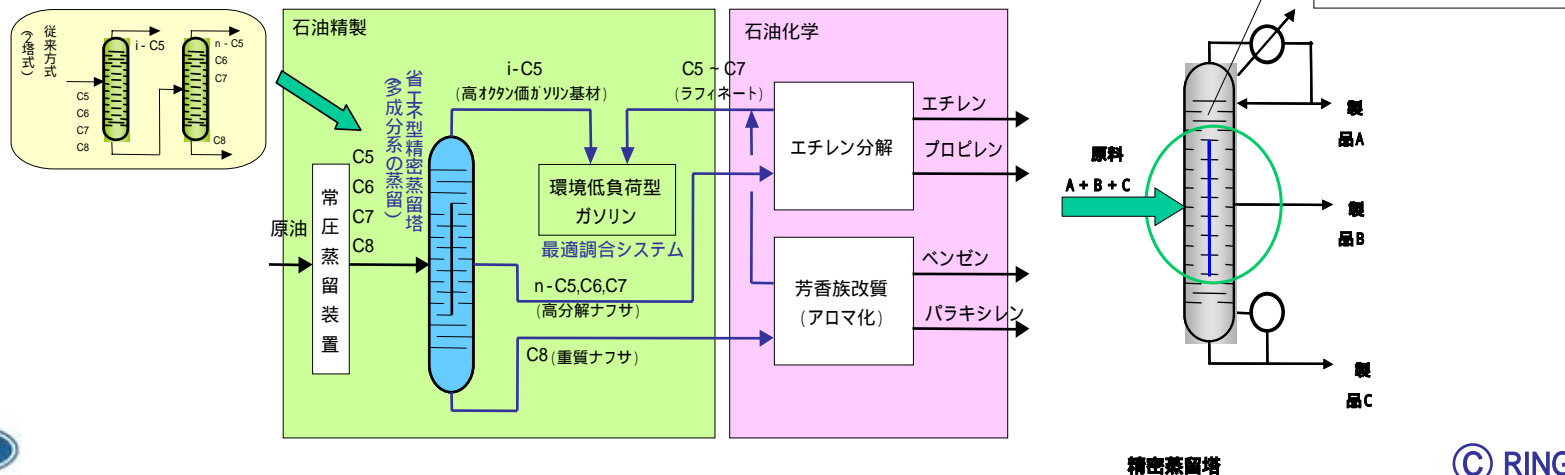 従来方式
(2塔式)
i-C5
n-C5
C6
C7
C5
C6
C7
C8
C8
石油精製
省エネ型精密蒸留塔
(多成分系の蒸留)
i-C5
(高オクタン価ガソリン基材)
C5
C6
C7
C8
原油
常圧蒸留装置
環境低負荷型
ガソリン
最適調合システム
n-C5,C6,C7
(高分解ナフサ)
C8(重質ナフサ)
石油化学
C5~C7
(ラフィネート)
エチレン分解
エチレン
プロピレン
芳香族改質
(アロマ化)
ベンゼン
パラキシレン
原料
A+B+C
製
品A
製
品B
製
品C
精密蒸留塔
© RING